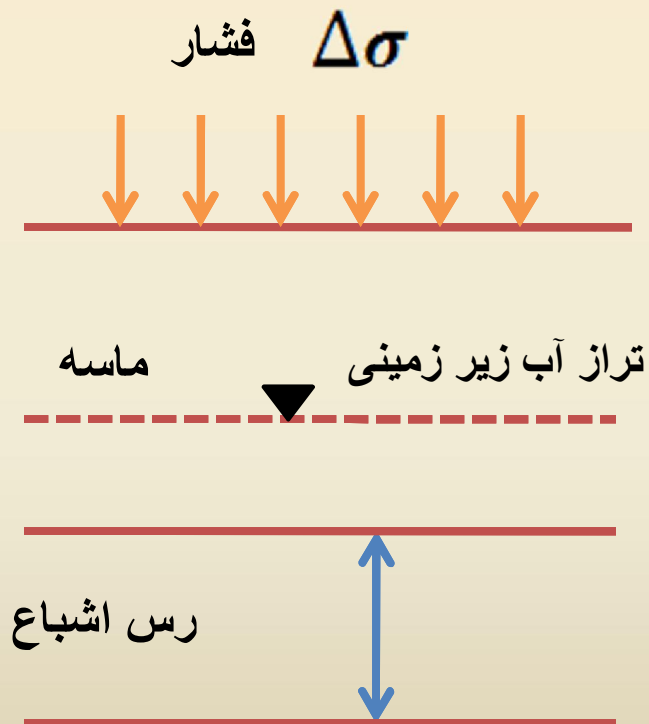 فشار Δσ
ماسه
تراز آب زیر زمینی
رس اشباع